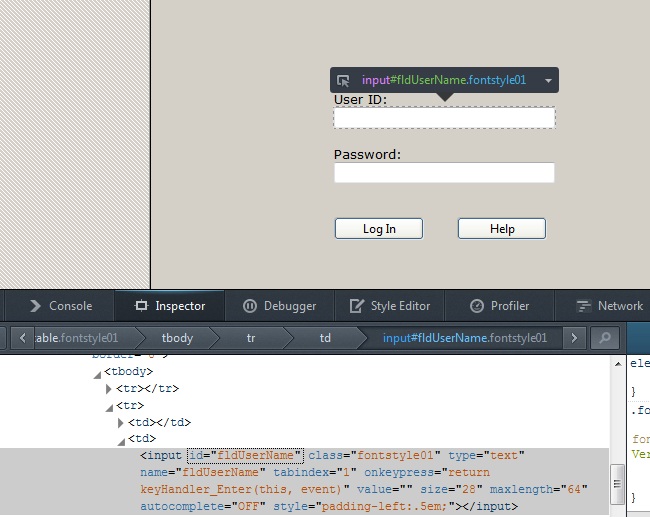 input#fldUserName.fontstyle01
User ID:
Password:
Log In Help
Console Inspector Debugger Style Editor Profiler Network
table.fontstyle01 tbody tr td input#fldUserName.fontstyle01
border="0">
<tbody>
<tr></tr>
<tr>
<td></td>
<td>
<input id="fldUserName" class="fontstyle01" type="text"
name="fldUserName" tabindex="1" onkeypress="return
keyHandler_Enter(this, event)" value="" size="28" maxlength="64"
autocomplete="OFF" style="padding-left:.5em;"></input>
ele
}
.fo
fon
Ver
}